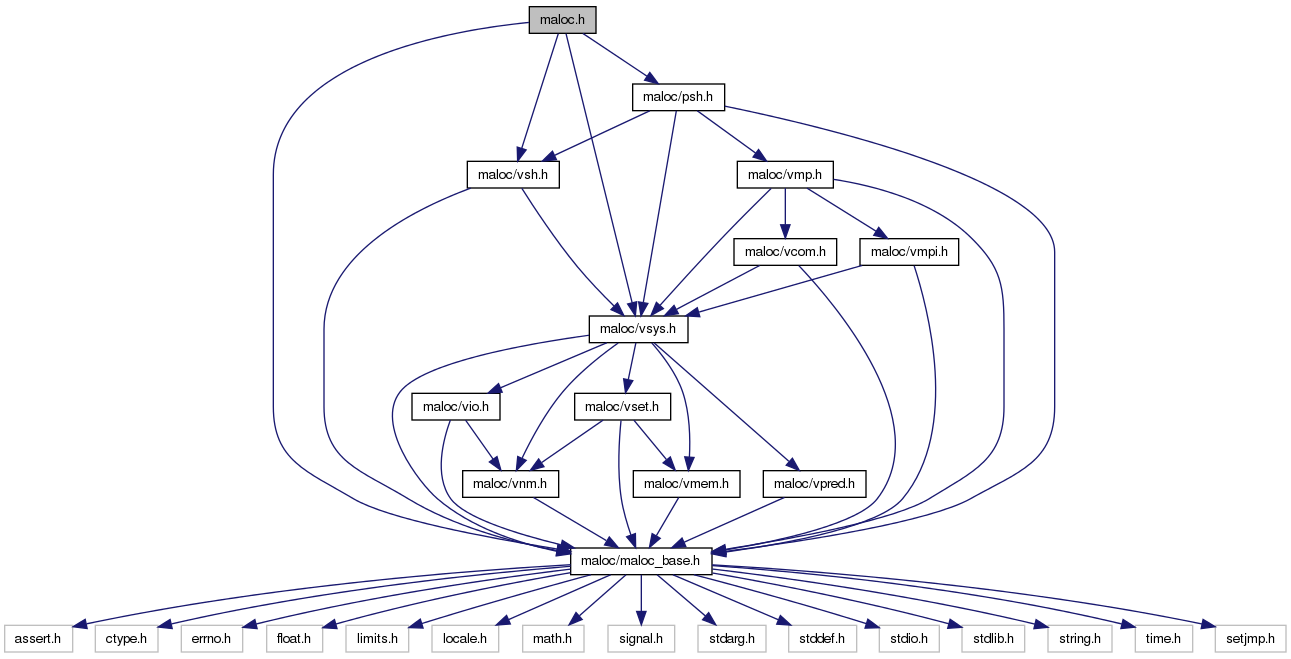 maloc.h
maloc/psh.h
maloc/vsh.h
maloc/vmp.h
maloc/vcom.h
maloc/vmpi.h
maloc/vsys.h
maloc/vio.h
maloc/vset.h
maloc/vnm.h
maloc/vmem.h
maloc/vpred.h
maloc/maloc_base.h
assert.h
ctype.h
errno.h
float.h
limits.h
locale.h
math.h
signal.h
stdarg.h
stddef.h
stdio.h
stdlib.h
string.h
time.h
setjmp.h